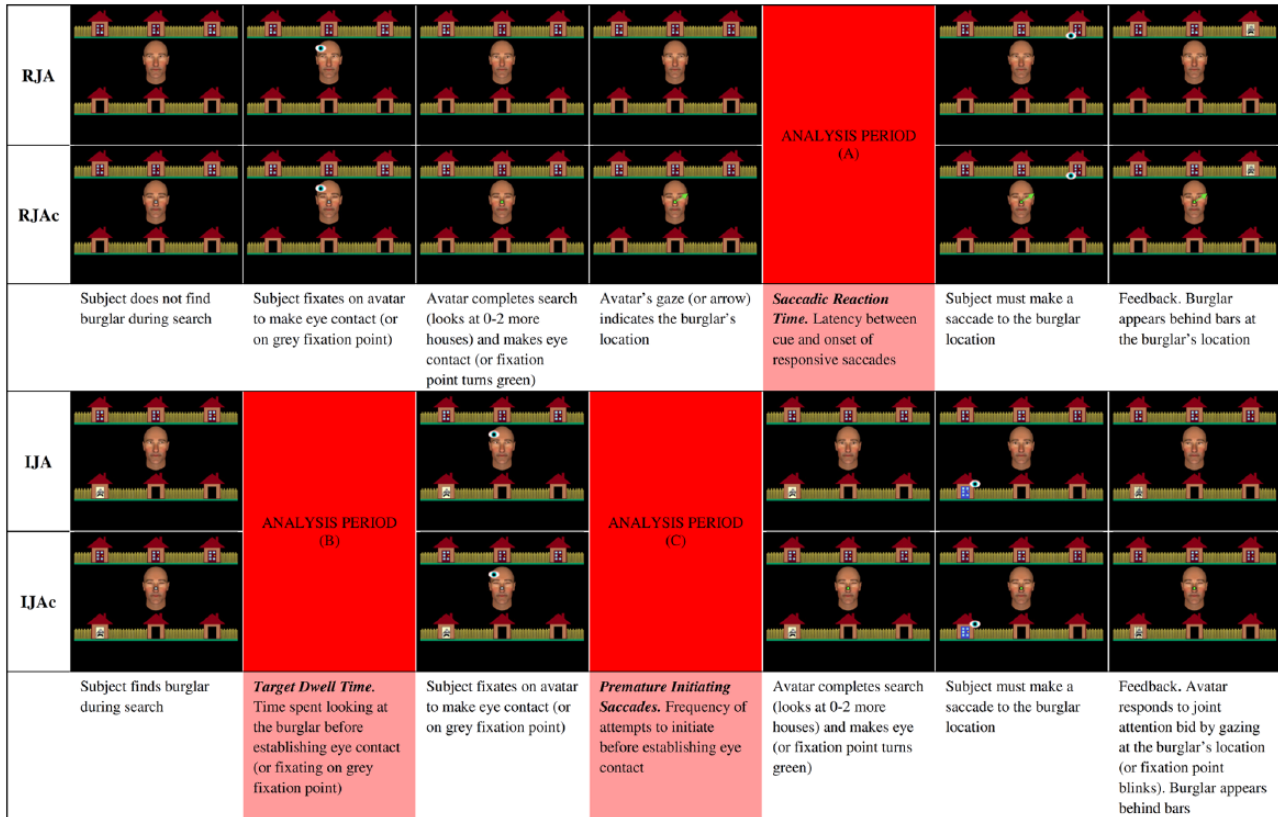 RJA
ANALYSIS PERIOD
(A)
RJAc
Subject does not find
burglar during search
Subject fixates on avatar
to make eye contact (or
on grey fixation point)
Avatar completes search
(looks at 0-2 more
houses) and makes eye
contact (or fixation
point turns green)
Avatar's gaze (or arrow)
indicates the burglar's
location
Saccadic Reaction
Time. Latency between
cue and onset of
responsive saccades
Subject must make a
saccade to the burglar
location
Feedback. Burglar
appears behind bars at
the burglar's location
IJA
ANALYSIS PERIOD
(B)
ANALYSIS PERIOD
(C)
IJAc
Subject finds burglar
during search
Target Dwell Time.
Time spent looking at
the burglar before
establishing eye contact
(or fixating on grey
fixation point)
Subject fixates on avatar
to make eye contact (or
on grey fixation point)
Premature Initiating
Saccades. Frequency of
attempts to initiate
before establishing eye
contact
Avatar completes search
(looks at 0-2 more
houses) and makes eye
(or fixation point turns
green)
Subject must make a
saccade to the burglar
location
Feedback. Avatar
responds to joint
attention bid by gazing
at the burglar's location
(or fixation point
blinks). Burglar appears
behind bars